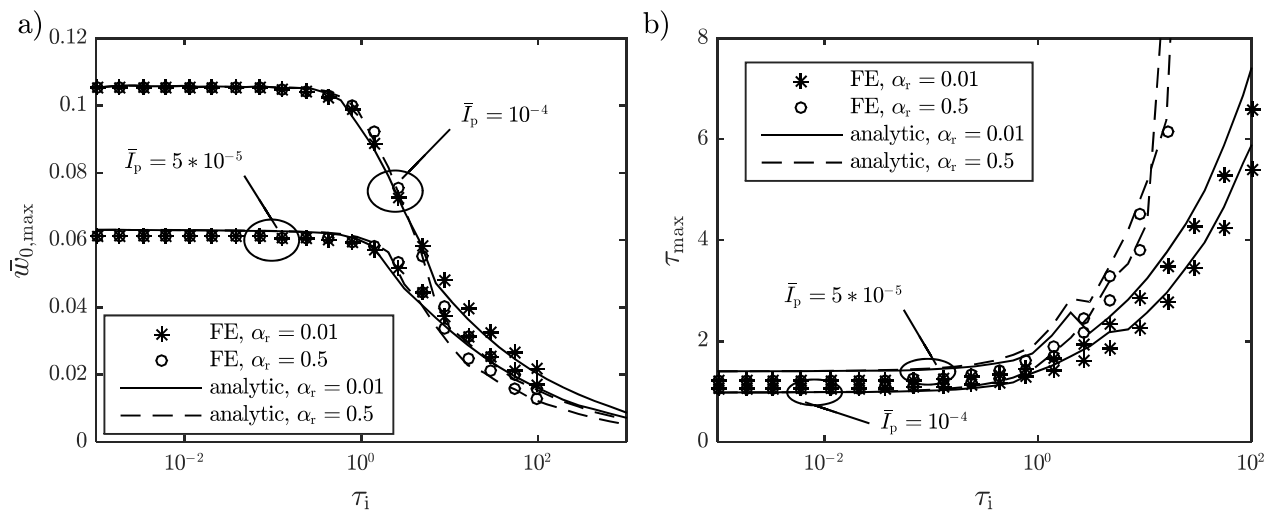 a)
0.12
0.1
0.08
0.06
0.04
0.02
0
w̄₀,max
Īₚ = 10⁻⁴
Īₚ = 5 * 10⁻⁵
FE, αᵣ = 0.01
FE, αᵣ = 0.5
analytic, αᵣ = 0.01
analytic, αᵣ = 0.5
10⁻² 10⁰ 10²
τᵢ
b)
8
6
4
2
0
τmax
FE, αᵣ = 0.01
FE, αᵣ = 0.5
analytic, αᵣ = 0.01
analytic, αᵣ = 0.5
Īₚ = 5 * 10⁻⁵
Īₚ = 10⁻⁴
10⁻² 10⁰ 10²
τᵢ